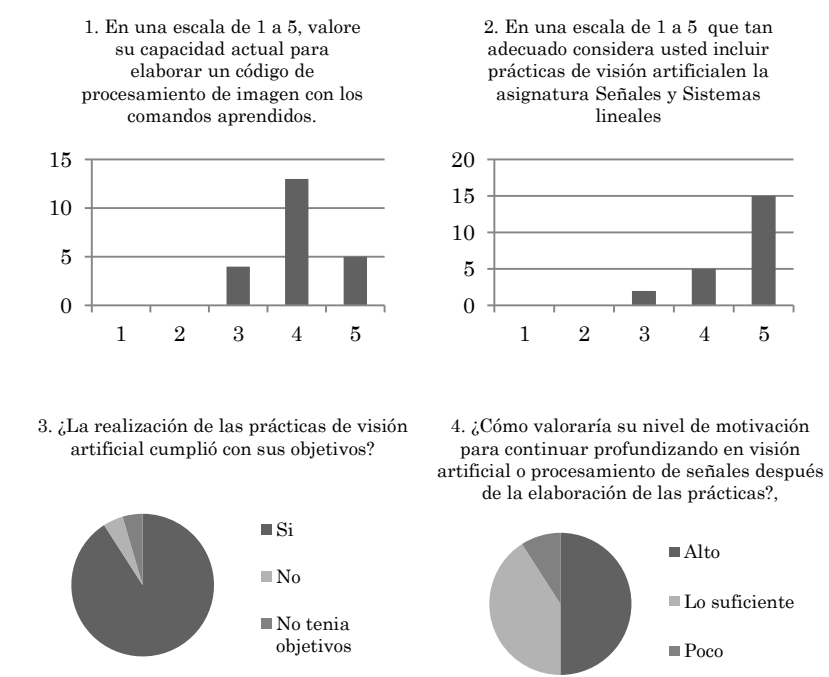 1. En una escala de 1 a 5, valore
su capacidad actual para
elaborar un código de
procesamiento de imagen con los
comandos aprendidos.
15
10
5
0
1 2 3 4 5
2. En una escala de 1 a 5 que tan
adecuado considera usted incluir
prácticas de visión artificialen la
asignatura Señales y Sistemas
lineales
20
15
10
5
0
1 2 3 4 5
3. ¿La realización de las prácticas de visión
artificial cumplió con sus objetivos?
Si
No
No tenia
objetivos
4. ¿Cómo valoraría su nivel de motivación
para continuar profundizando en visión
artificial o procesamiento de señales después
de la elaboración de las prácticas?,
Alto
Lo suficiente
Poco